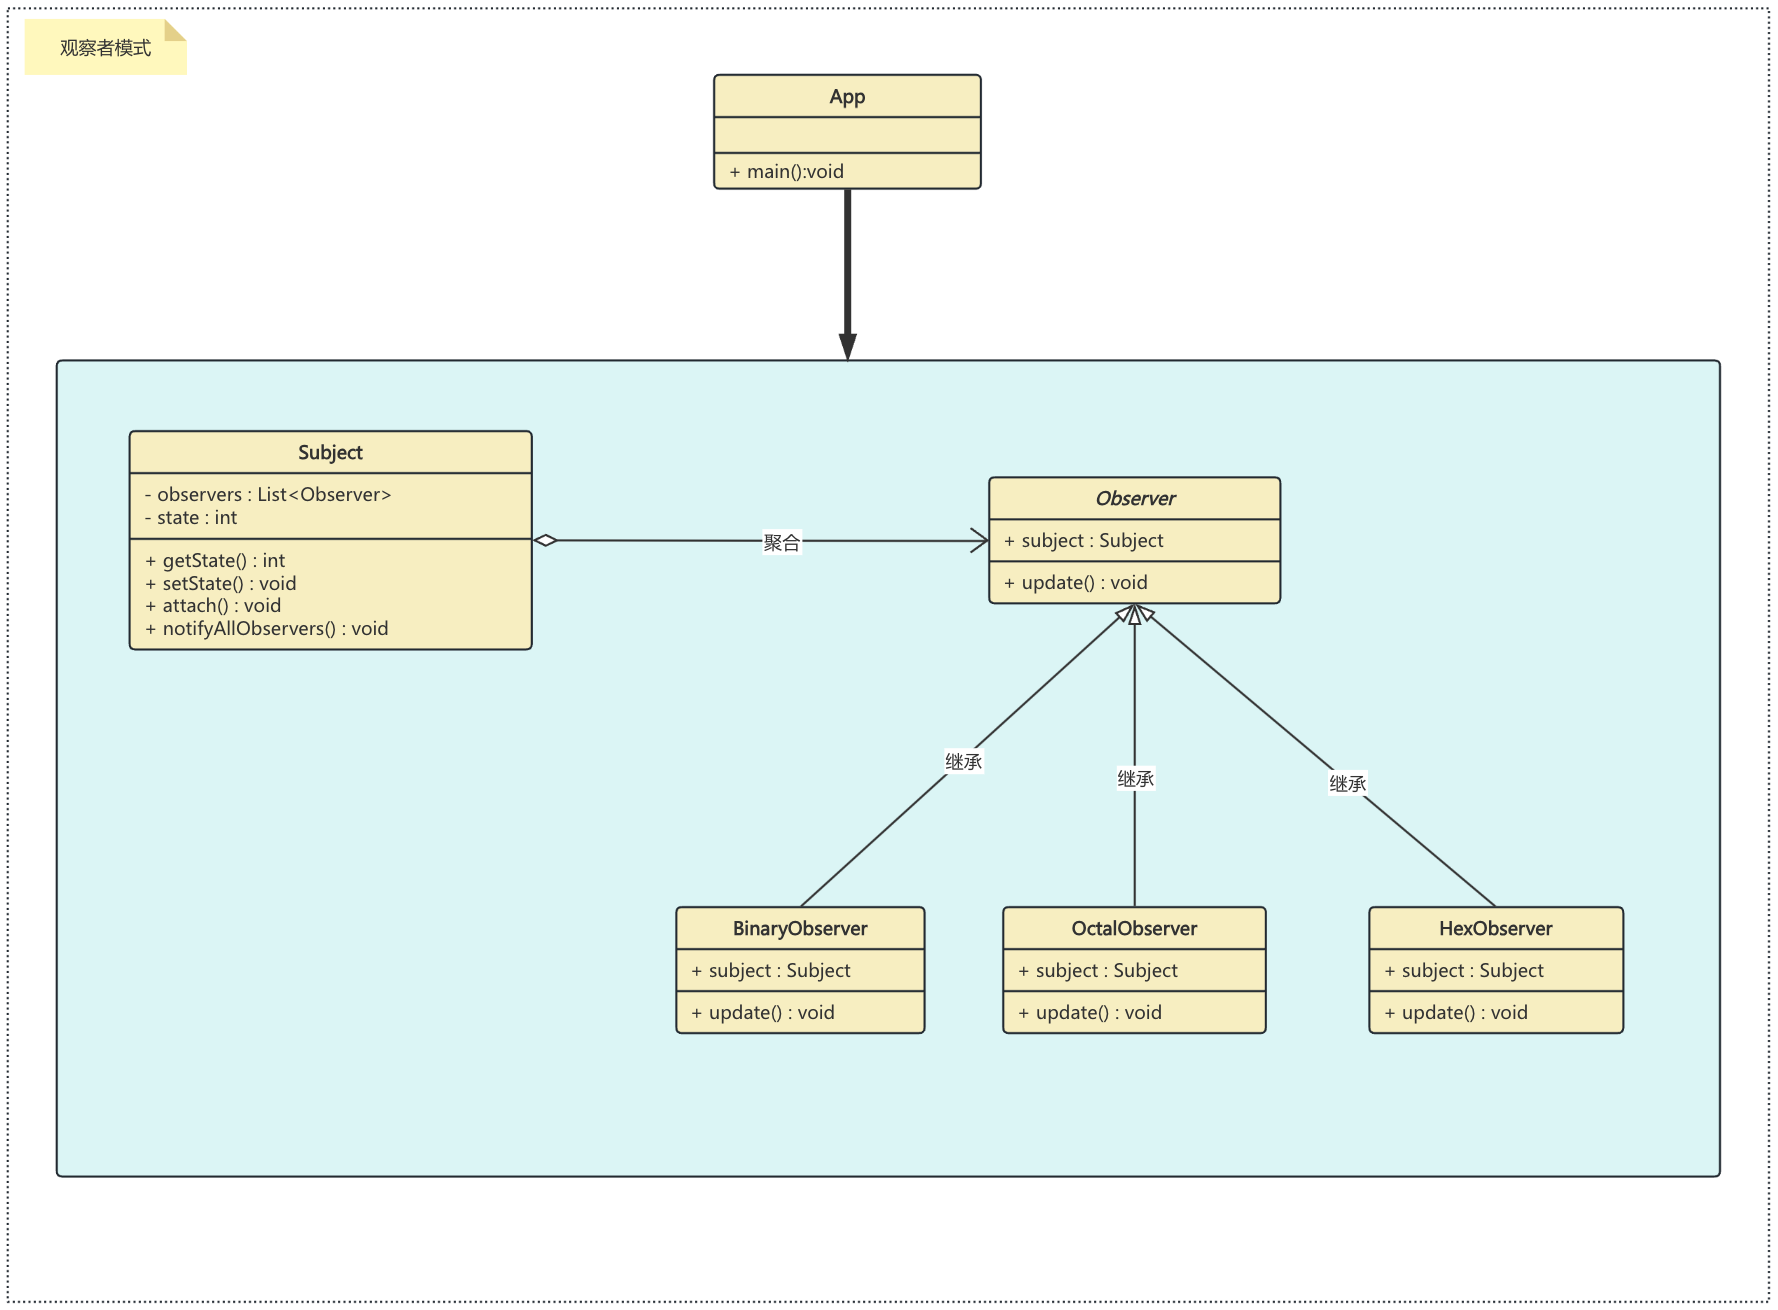 观察者模式
App
+ main():void
Subject
- observers : List<Observer>
- state : int
+ getState() : int
+ setState() : void
+ attach() : void
+ notifyAllObservers() : void
聚合
Observer
+ subject : Subject
+ update() : void
继承
继承
继承
BinaryObserver
+ subject : Subject
+ update() : void
OctalObserver
+ subject : Subject
+ update() : void
HexObserver
+ subject : Subject
+ update() : void